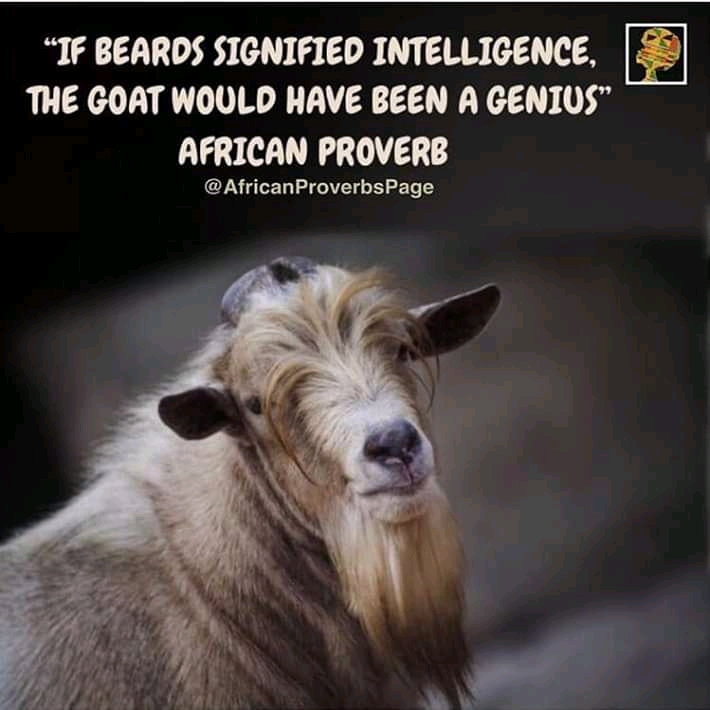 “IF BEARDS SIGNIFIED INTELLIGENCE,
THE GOAT WOULD HAVE BEEN A GENIUS”
AFRICAN PROVERB
@AfricanProverbsPage